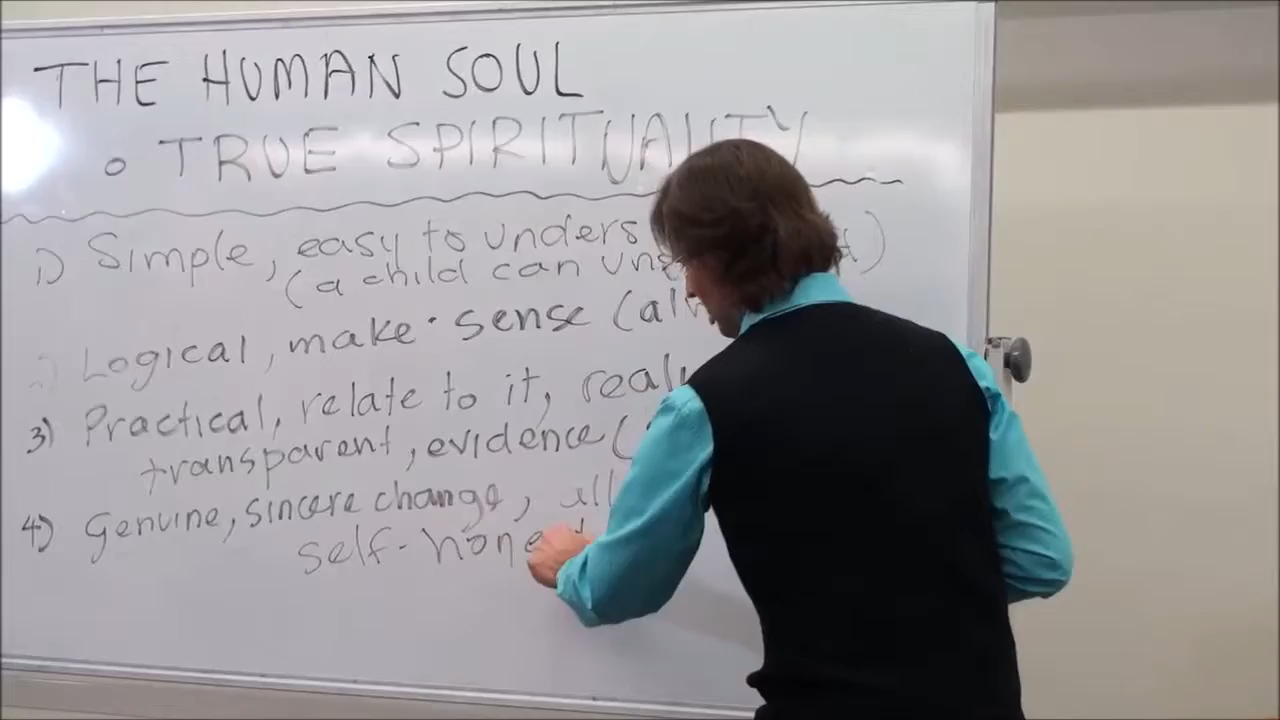 THE HUMAN SOUL
o TRUE SPIRITUALITY
1) Simple, easy to unders
(a child can und
Logical, make sense (al
3) Practical, relate to it, real
transparent, evidence (
4) Genuine, sincere change,
self-hone